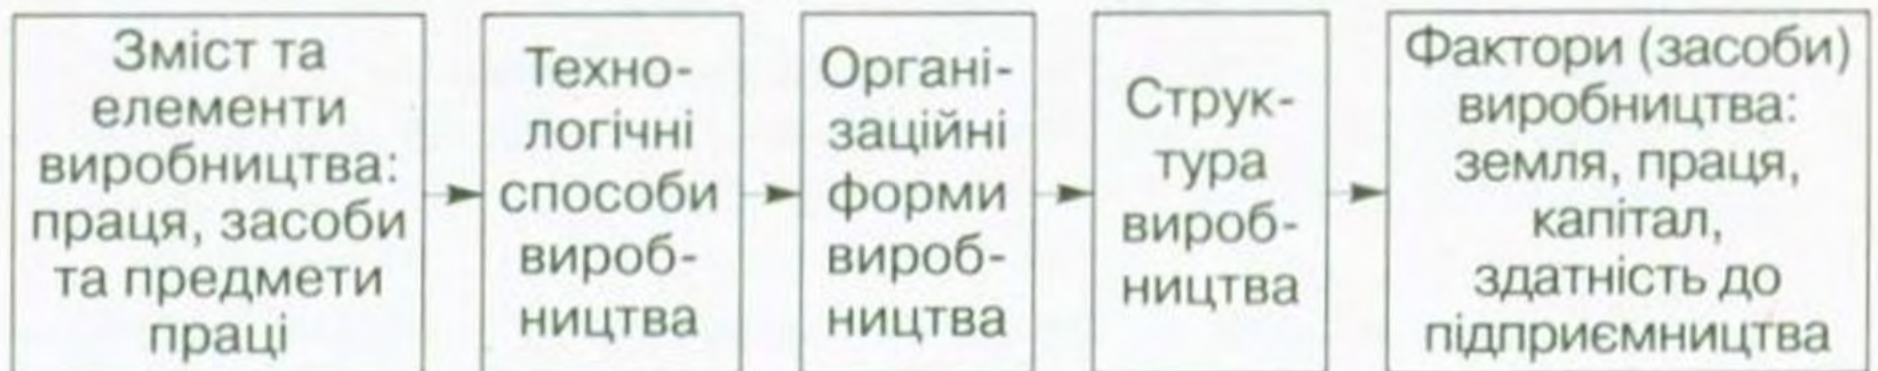 Зміст та
елементи
виробництва:
праця, засоби
та предмети
праці
Техно-
логічні
способи
вироб-
ництва
Органі-
заційні
форми
вироб-
ництва
Струк-
тура
вироб-
ництва
Фактори (засоби)
виробництва:
земля, праця,
капітал,
здатність до
підприємництва